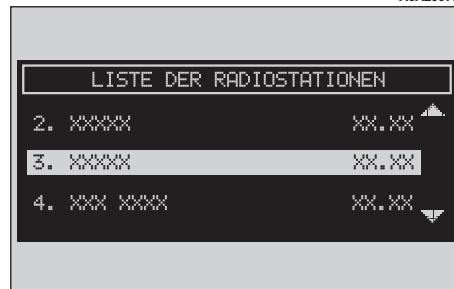 LISTE DER RADIOSTATIONEN
2. XXXXX XX.XX
3. XXXXX XX.XX
4. XXX XXXX XX.XX